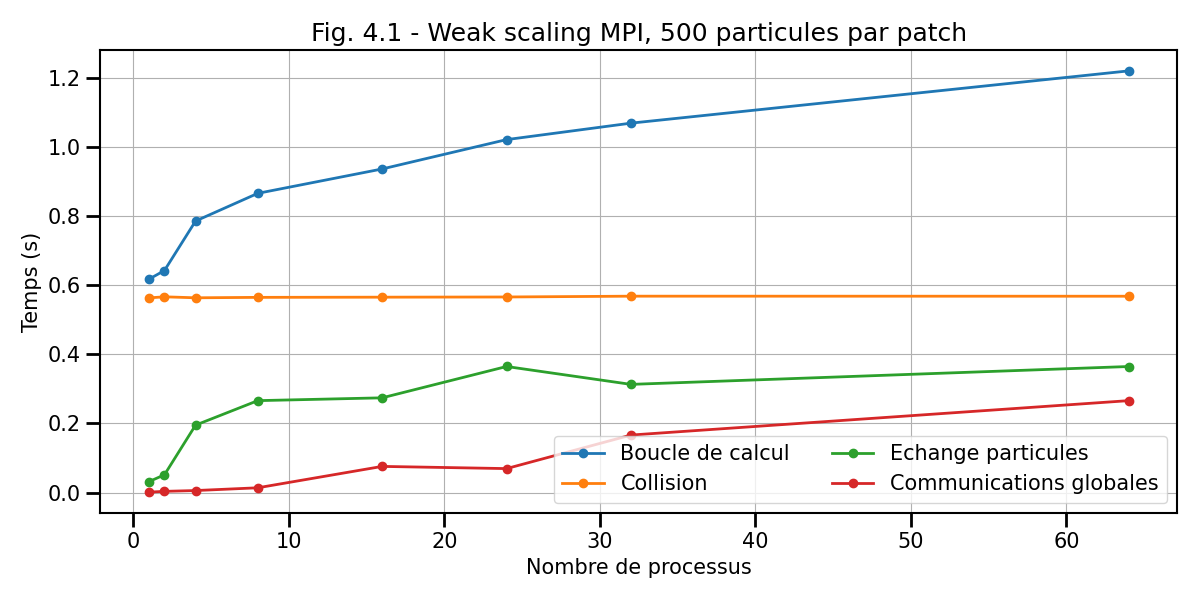 Fig. 4.1 - Weak scaling MPI, 500 particules par patch
Temps (s)
1.2
1.0
0.8
0.6
0.4
0.2
0.0
Boucle de calcul
Collision
Echange particules
Communications globales
0 10 20 30 40 50 60
Nombre de processus